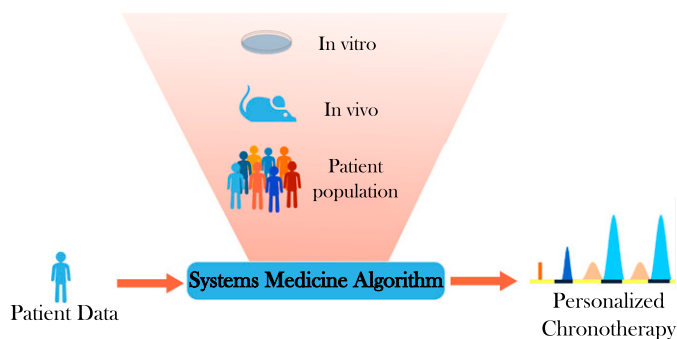 In vitro
In vivo
Patient
population
Systems Medicine Algorithm
Patient Data
Personalized
Chronotherapy